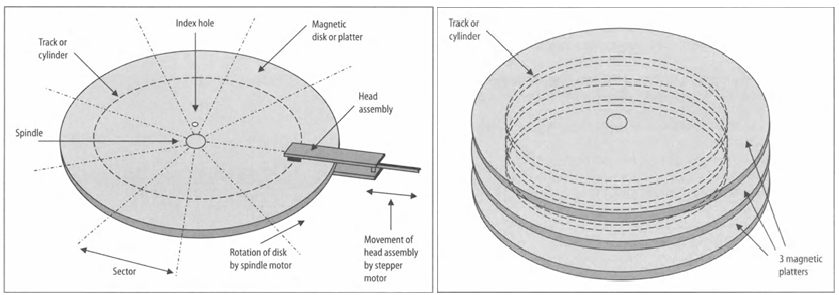 Index hole
Magnetic
disk or platter
Track or
cylinder
Head
assembly
Spindle
Rotation of disk
by spindle motor
Movement of
head assembly
by stepper
motor
Sector
Track or
cylinder
3 magnetic
platters